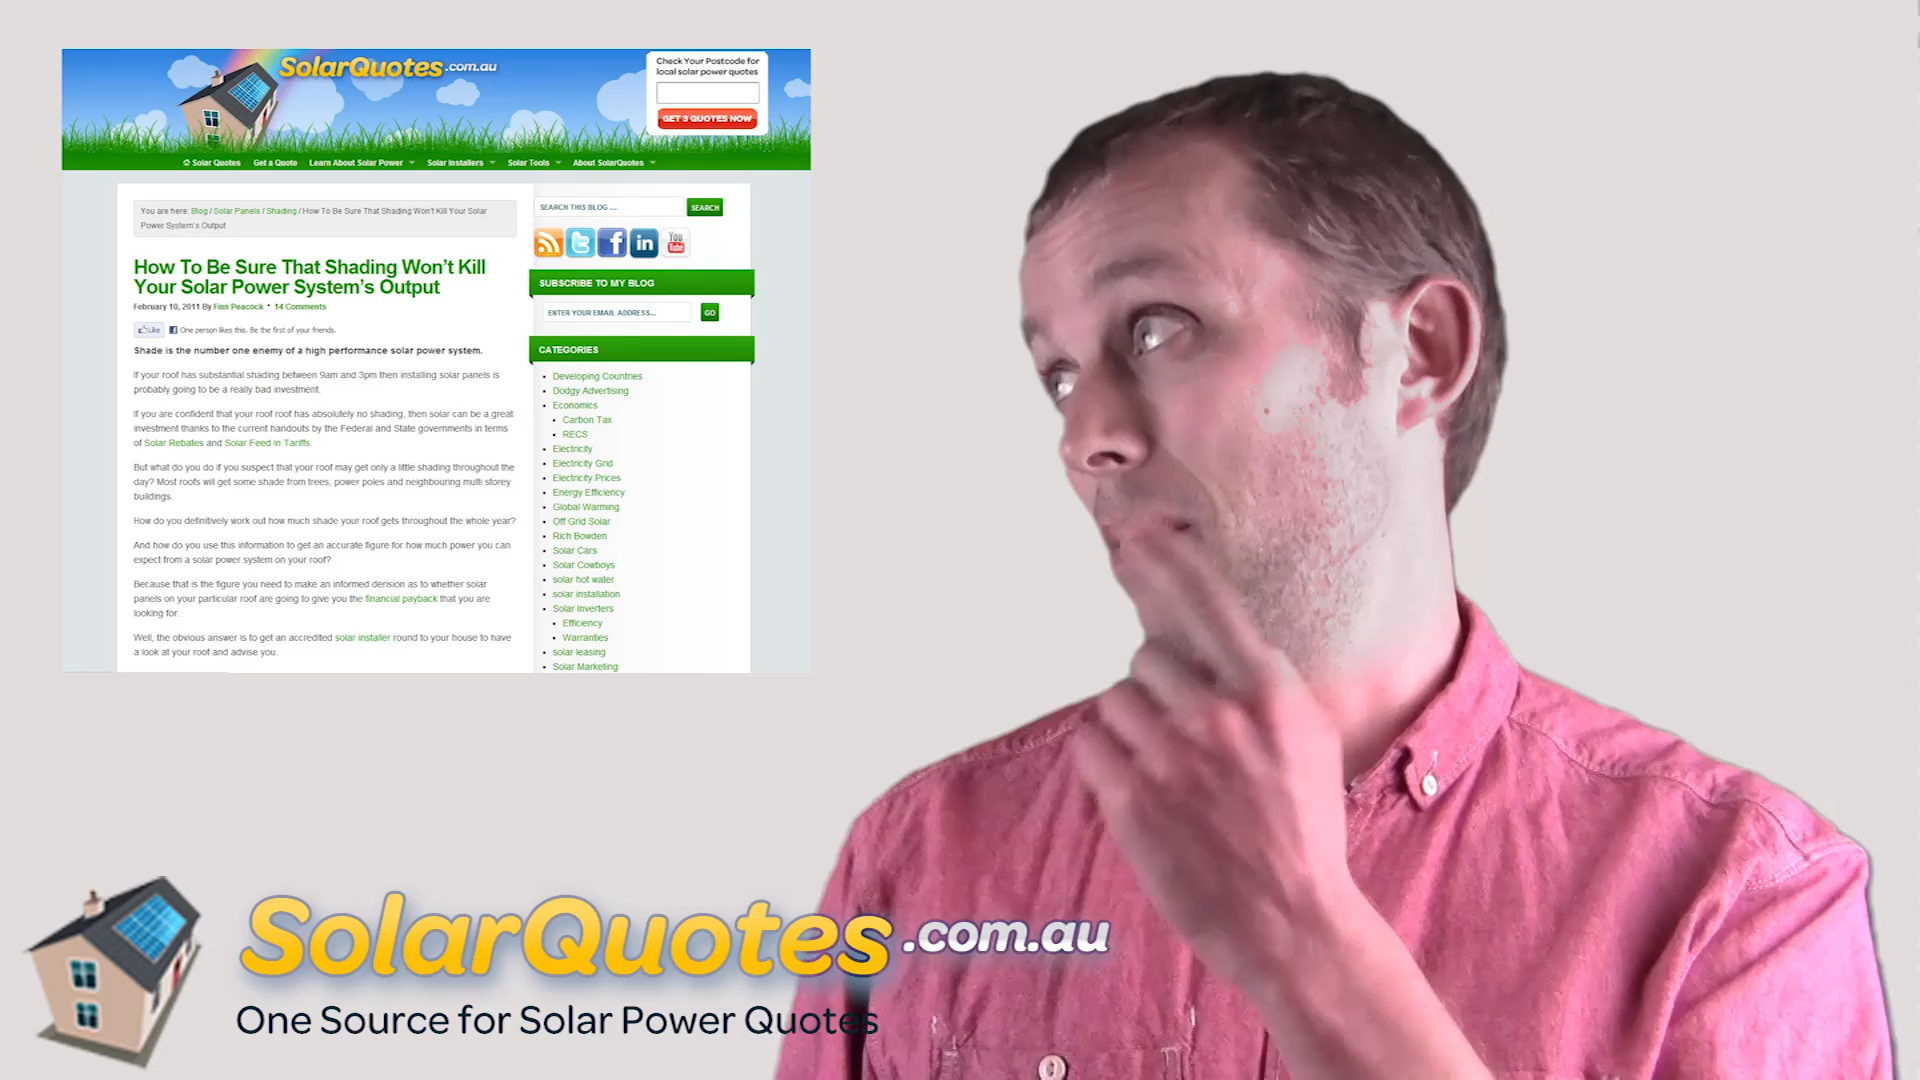 SolarQuotes.com.au
Check Your Postcode for
local solar power quotes
GET 3 QUOTES NOW
Solar Quotes Get a Quote Learn About Solar Power Solar Installers Solar Tools About SolarQuotes
You are here: Blog / Solar Panels / Shading / How To Be Sure That Shading Won't Kill Your Solar
Power System's Output
SEARCH THIS BLOG ... SEARCH
You
Tube
How To Be Sure That Shading Won't Kill
Your Solar Power System's Output
February 10, 2011 By Finn Peacock • 14 Comments
Like One person likes this. Be the first of your friends.
Shade is the number one enemy of a high performance solar power system.
If your roof has substantial shading between 9am and 3pm then installing solar panels is
probably going to be a really bad investment.
If you are confident that your roof roof has absolutely no shading, then solar can be a great
investment thanks to the current handouts by the Federal and State governments in terms
of Solar Rebates and Solar Feed in Tariffs.
But what do you do if you suspect that your roof may get only a little shading throughout the
day? Most roofs will get some shade from trees, power poles and neighbouring multi storey
buildings.
How do you definitively work out how much shade your roof gets throughout the whole year?
And how do you use this information to get an accurate figure for how much power you can
expect from a solar power system on your roof?
Because that is the figure you need to make an informed derision as to whether solar
panels on your particular roof are going to give you the financial payback that you are
looking for.
Well, the obvious answer is to get an accredited solar installer round to your house to have
a look at your roof and advise you.
SUBSCRIBE TO MY BLOG
ENTER YOUR EMAIL ADDRESS... GO
CATEGORIES
Developing Countries
Dodgy Advertising
Economics
Carbon Tax
RECS
Electricity
Electricity Grid
Electricity Prices
Energy Efficiency
Global Warming
Off Grid Solar
Rich Bowden
Solar Cars
Solar Cowboys
solar hot water
solar installation
Solar Inverters
Efficiency
Warranties
solar leasing
Solar Marketing
SolarQuotes.com.au
One Source for Solar Power Quotes